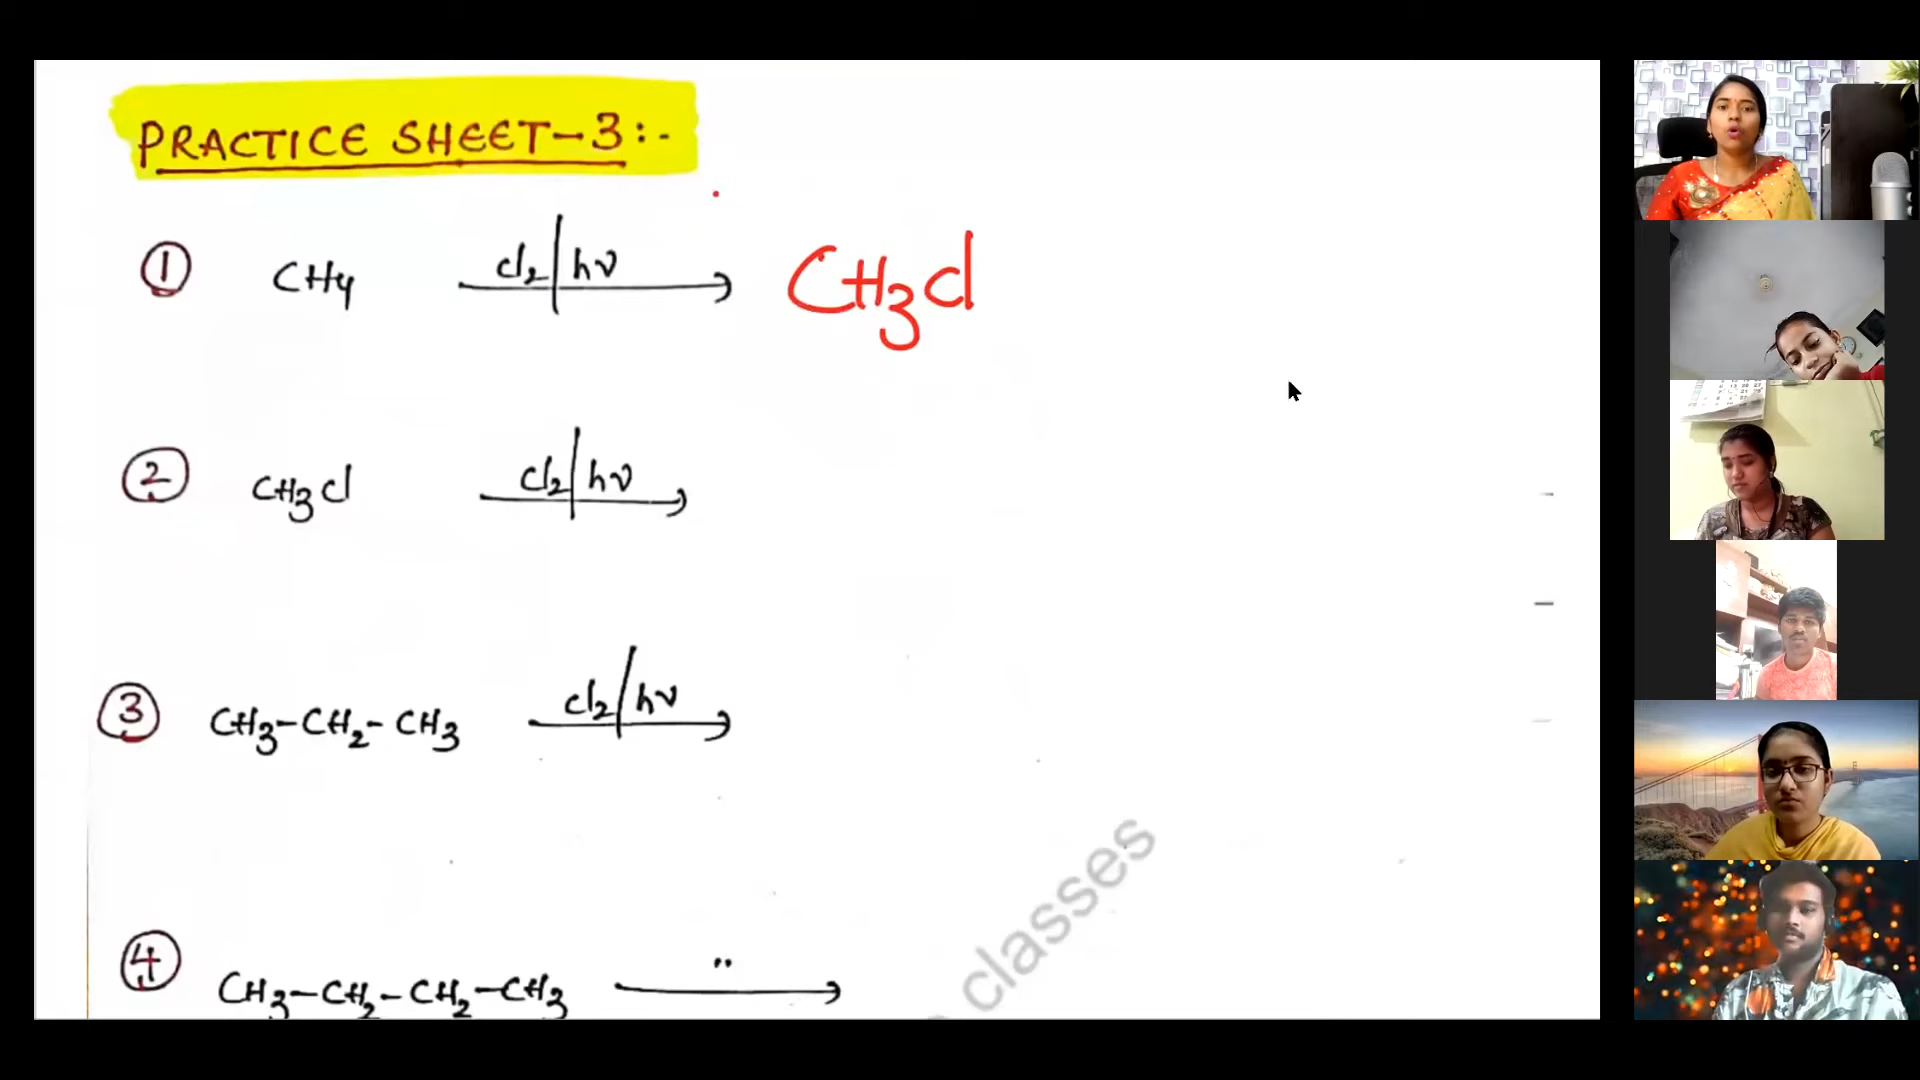 PRACTICE SHEET-3:-
① CH4 Cl2/hν CH3Cl
② CH3Cl Cl2/hν
③ CH3-CH2-CH3 Cl2/hν
④ CH3-CH2-CH2-CH3 "
classes